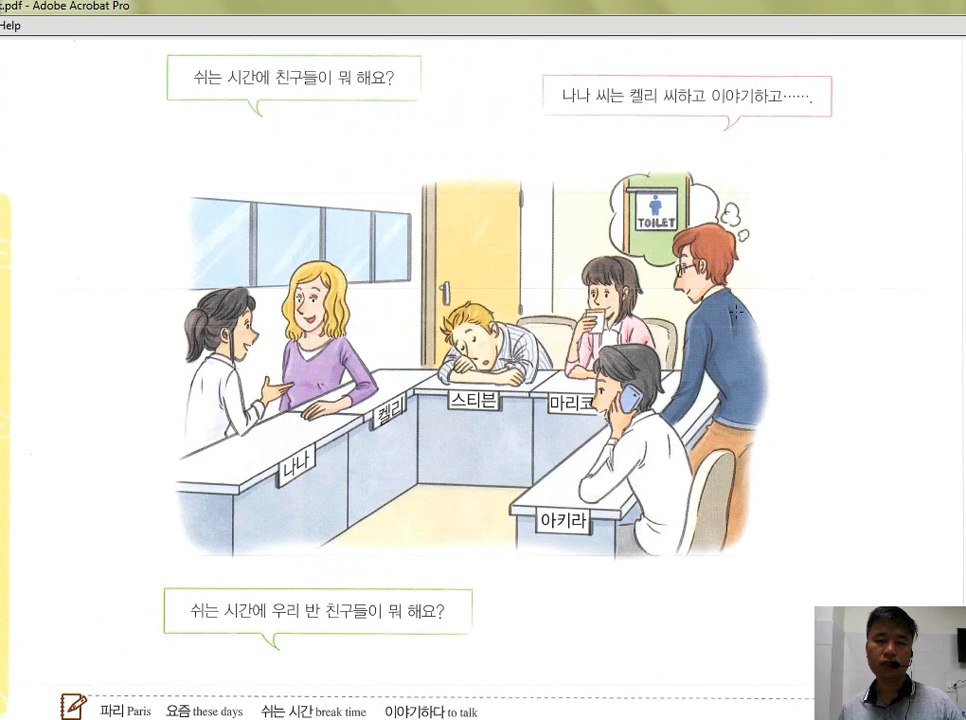 k.pdf - Adobe Acrobat Pro
Help
쉬는 시간에 친구들이 뭐 해요?
나나 씨는 켈리 씨하고 이야기하고…….
TOILET
스티븐
마리코
켈리
나나
아키라
쉬는 시간에 우리 반 친구들이 뭐 해요?
파리 Paris 요즘 these days 쉬는 시간 break time 이야기하다 to talk